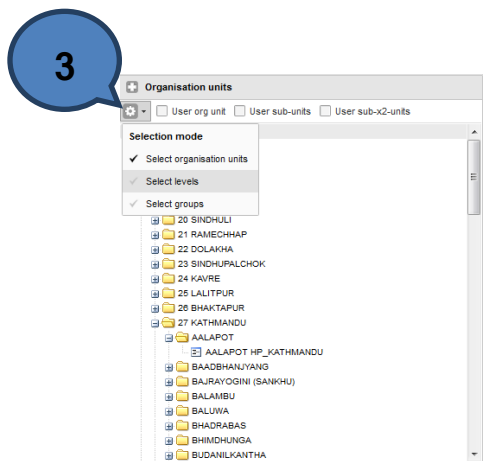 3
Organisation units
User org unit User sub-units User sub-x2-units
Selection mode
Select organisation units
Select levels
Select groups
20 SINDHULI
21 RAMECHHAP
22 DOLAKHA
23 SINDHUPALCHOK
24 KAVRE
25 LALITPUR
26 BHAKTAPUR
27 KATHMANDU
AALAPOT
AALAPOT HP_KATHMANDU
BAADBHANJYANG
BAJRAYOGINI (SANKHU)
BALAMBU
BALUWA
BHADRABAS
BHIMDHUNGA
BUDANILKANTHA